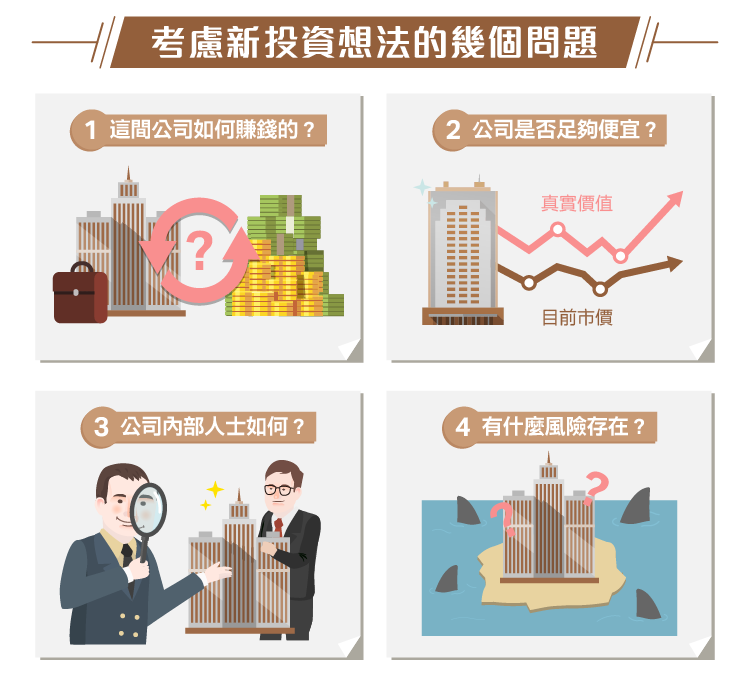 考慮新投資想法的幾個問題
1 這間公司如何賺錢的？
2 公司是否足夠便宜？
真實價值
目前市價
?
3 公司內部人士如何？
4 有什麼風險存在？
?
?